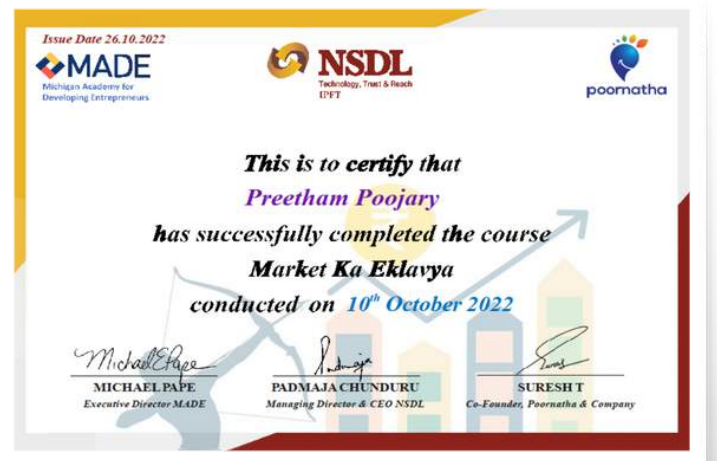 Issue Date 26.10.2022
MADE
Michigan Academy for
Developing Entrepreneurs
NSDL
Technology, Trust & Reach
IPFT
poornatha
This is to certify that
Preetham Poojary
has successfully completed the course
Market Ka Eklavya
conducted on 10th October 2022
MICHAEL PAPE
Executive Director MADE
PADMAJA CHUNDURU
Managing Director & CEO NSDL
SURESH T
Co-Founder, Poornatha & Company